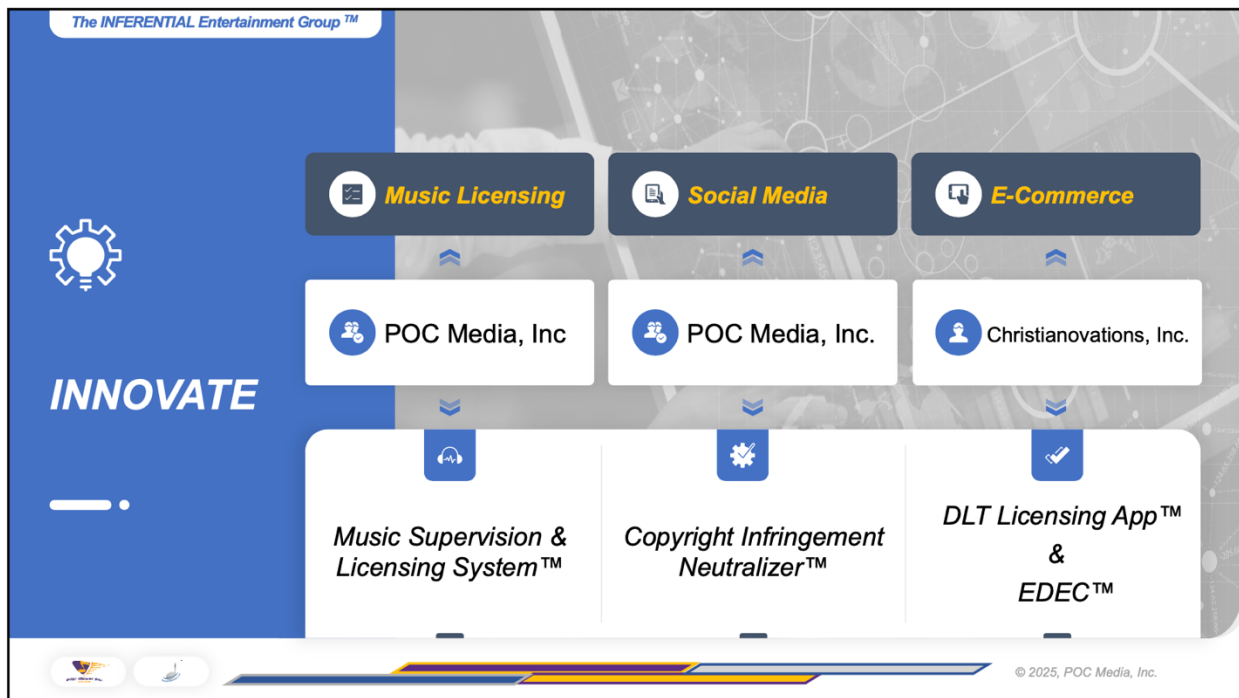 The INFERENTIAL Entertainment Group ™
INNOVATE
Music Licensing
Social Media
E-Commerce
POC Media, Inc
POC Media, Inc.
Christianovations, Inc.
Music Supervision &
Licensing System™
Copyright Infringement
Neutralizer™
DLT Licensing App™
&
EDEC™
© 2025, POC Media, Inc.